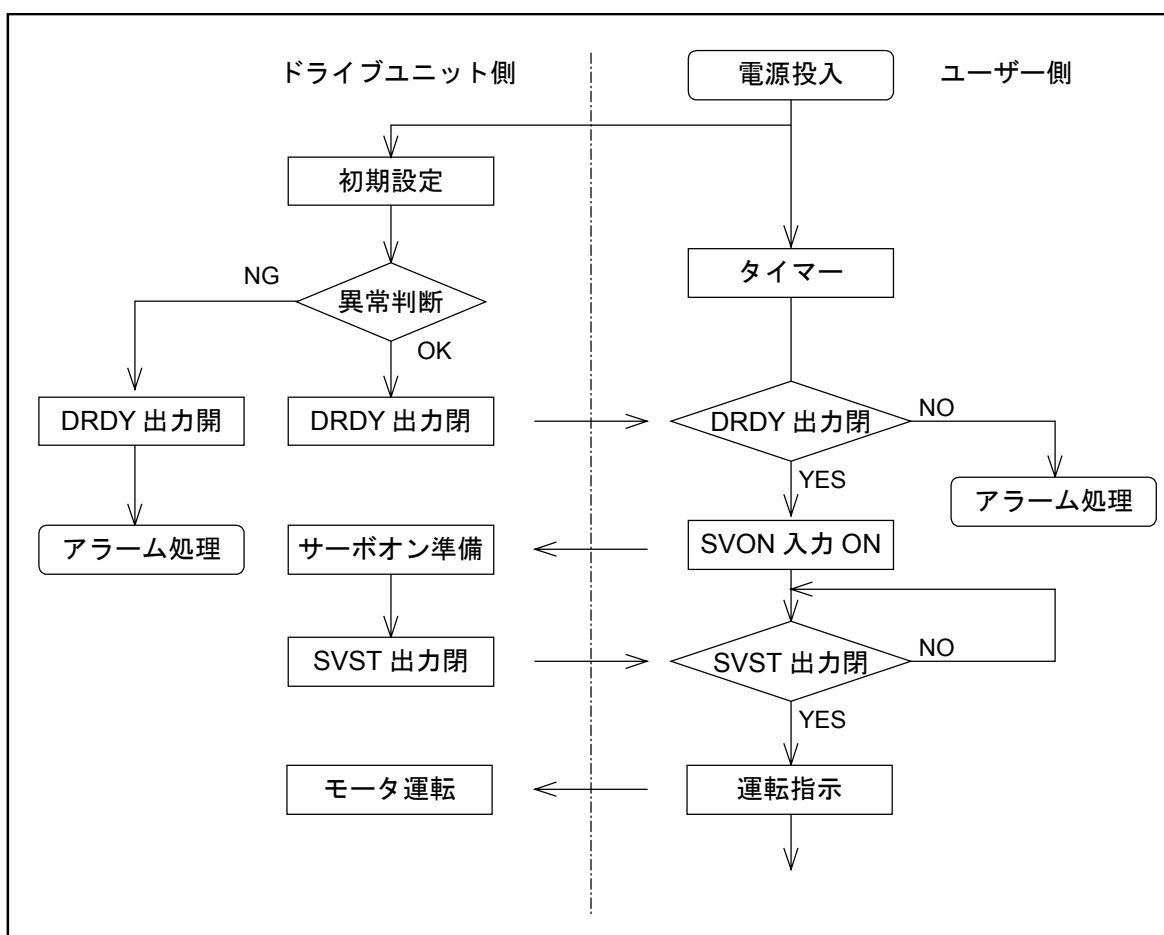 ドライブユニット側
電源投入
ユーザー側
初期設定
タイマー
NG
異常判断
OK
DRDY 出力開
DRDY 出力閉
DRDY 出力閉
NO
YES
アラーム処理
アラーム処理
サーボオン準備
SVON 入力 ON
SVST 出力閉
SVST 出力閉
NO
YES
モータ運転
運転指示